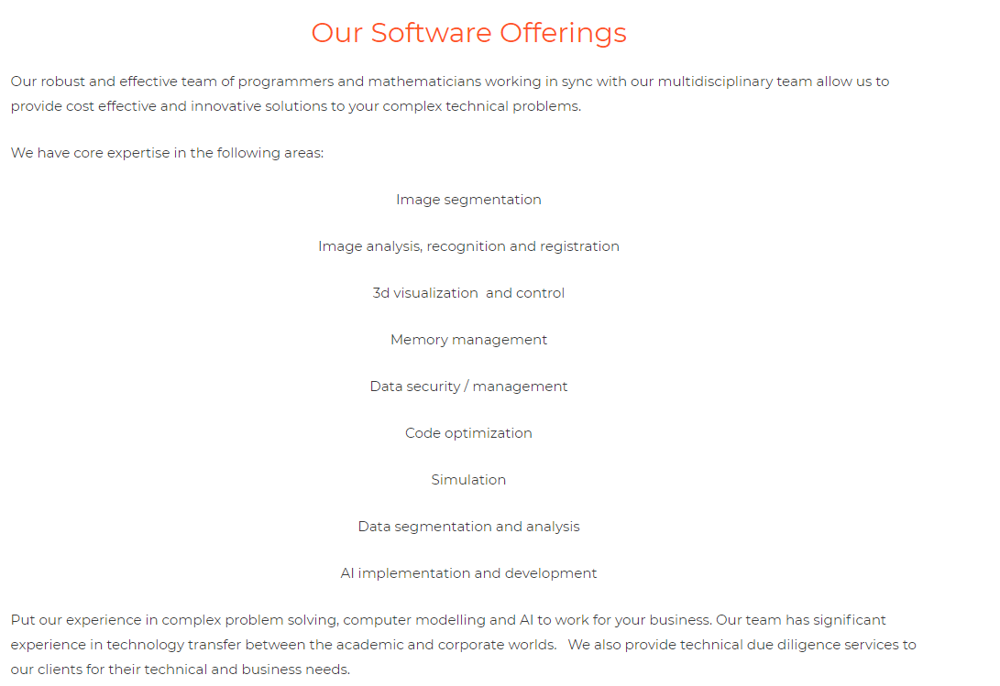 Our Software Offerings
Our robust and effective team of programmers and mathematicians working in sync with our multidisciplinary team allow us to
provide cost effective and innovative solutions to your complex technical problems.
We have core expertise in the following areas:
Image segmentation
Image analysis, recognition and registration
3d visualization  and control
Memory management
Data security / management
Code optimization
Simulation
Data segmentation and analysis
AI implementation and development
Put our experience in complex problem solving, computer modelling and AI to work for your business. Our team has significant
experience in technology transfer between the academic and corporate worlds.   We also provide technical due diligence services to
our clients for their technical and business needs.